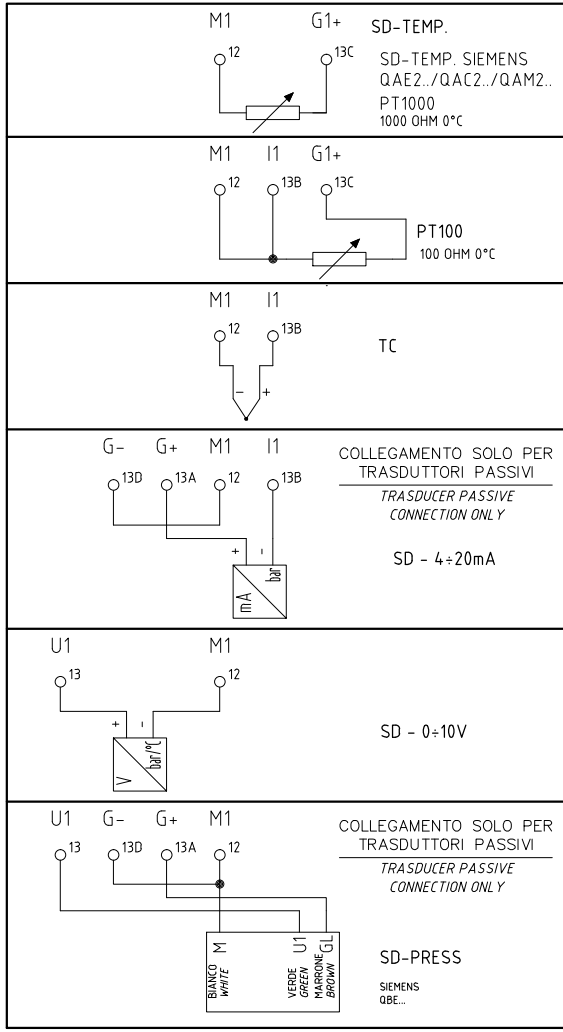 M1 G1+ SD-TEMP.
12 13C
SD-TEMP. SIEMENS
QAE2../QAC2../QAM2..
PT1000
1000 OHM 0°C
M1 I1 G1+
12 13B 13C
PT100
100 OHM 0°C
M1 I1
12 13B
TC
- +
G- G+ M1 I1
13D 13A 12 13B
COLLEGAMENTO SOLO PER
TRASDUTTORI PASSIVI
TRASDUCER PASSIVE
CONNECTION ONLY
+ -
mA bar
SD - 4÷20mA
U1 M1
13 12
+ -
V bar/°C
SD - 0÷10V
U1 G- G+ M1
13 13D 13A 12
COLLEGAMENTO SOLO PER
TRASDUTTORI PASSIVI
TRASDUCER PASSIVE
CONNECTION ONLY
M U1 GL
BIANCO
WHITE
VERDE
GREEN
MARRONE
BROWN
SD-PRESS
SIEMENS
QBE...